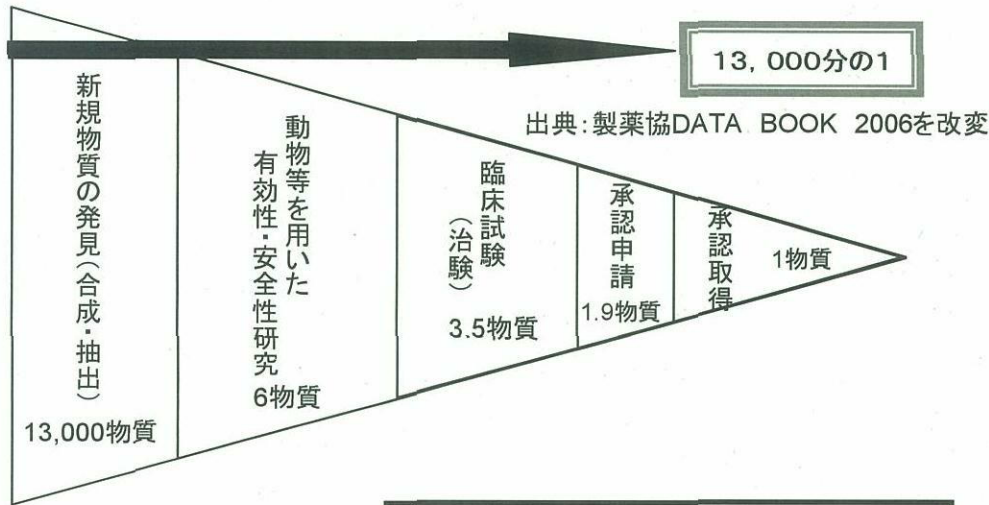 13,000分の1
出典:製薬協DATA BOOK 2006を改変
新規物質の発見(合成・抽出)
13,000物質
動物等を用いた
有効性・安全性研究
6物質
臨床試験
(治験)
3.5物質
承認申請
1.9物質
承認取得
1物質